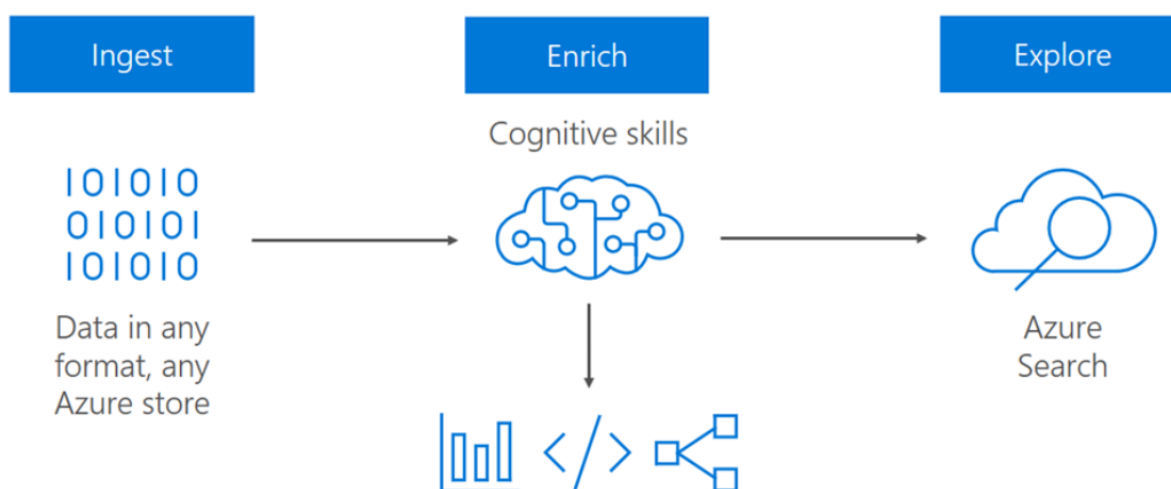 Ingest
Enrich
Explore
Cognitive skills
101010
010101
101010
Data in any
format, any
Azure store
Azure
Search